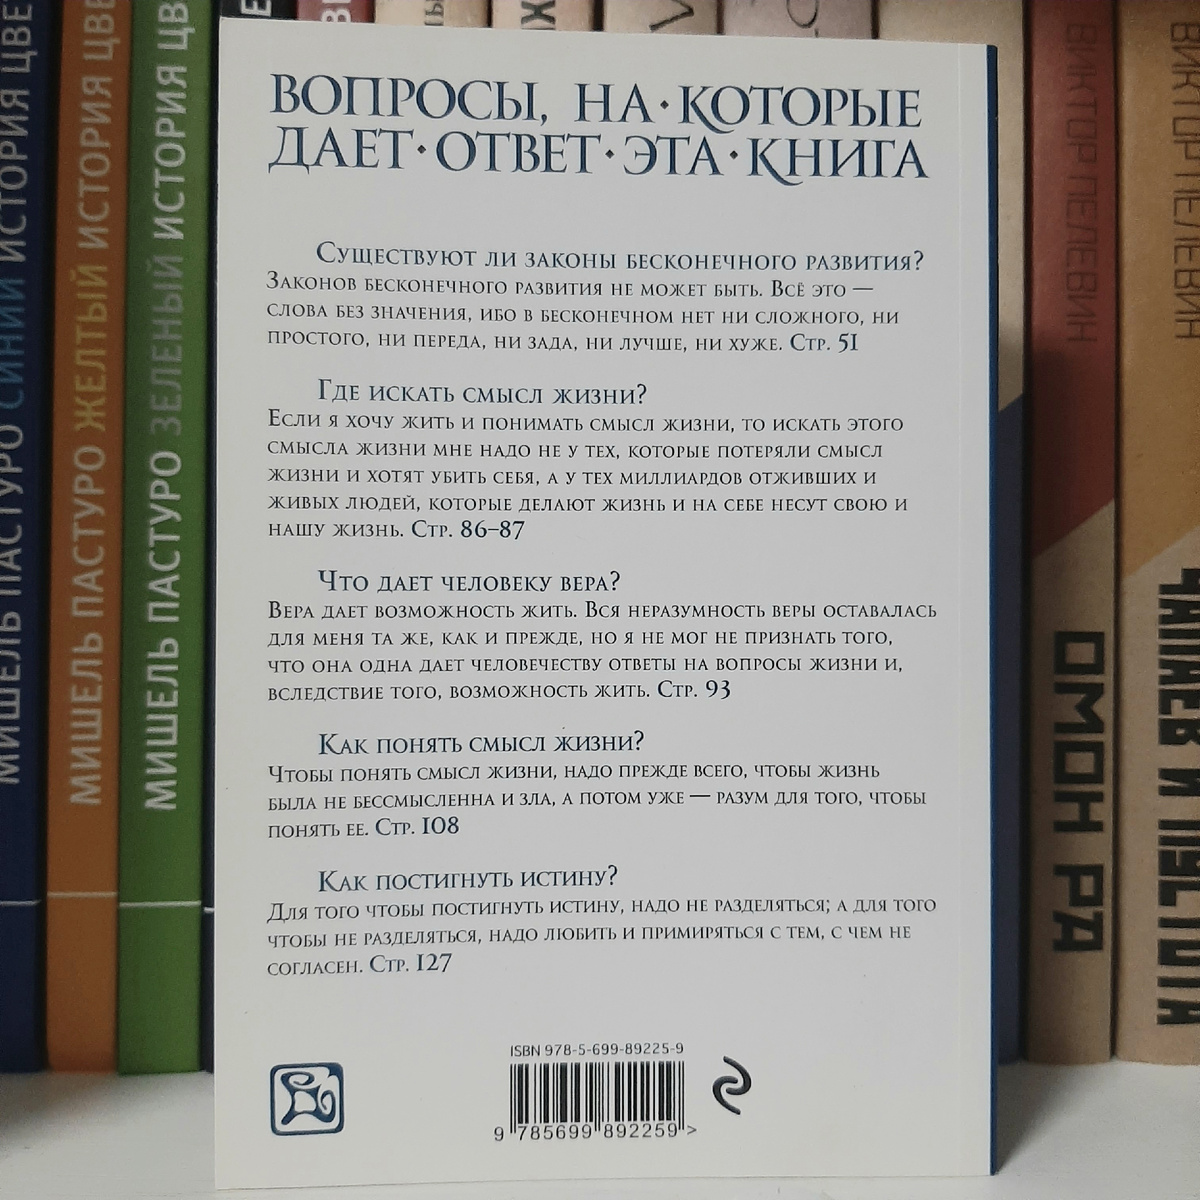 МИШЕЛЬ ПАСТУРО СИНИЙ ИСТОРИЯ ЦВЕ
МИШЕЛЬ ПАСТУРО ЖЕЛТЫЙ ИСТОРИЯ ЦВЕ
МИШЕЛЬ ПАСТУРО ЗЕЛЕНЫЙ ИСТОРИЯ ЦВ
ВОПРОСЫ, НА·КОТОРЫЕ
ДАЕТ·ОТВЕТ·ЭТА·КНИГА
Существуют ли законы бесконечного развития?
Законов бесконечного развития не может быть. Всё это —
слова без значения, ибо в бесконечном нет ни сложного, ни
простого, ни переда, ни зада, ни лучше, ни хуже. Стр. 51
Где искать смысл жизни?
Если я хочу жить и понимать смысл жизни, то искать этого
смысла жизни мне надо не у тех, которые потеряли смысл
жизни и хотят убить себя, а у тех миллиардов отживших и
живых людей, которые делают жизнь и на себе несут свою и
нашу жизнь. Стр. 86–87
Что дает человеку вера?
Вера дает возможность жить. Вся неразумность веры оставалась
для меня та же, как и прежде, но я не мог не признать того,
что она одна дает человечеству ответы на вопросы жизни и,
вследствие того, возможность жить. Стр. 93
Как понять смысл жизни?
Чтобы понять смысл жизни, надо прежде всего, чтобы жизнь
была не бессмысленна и зла, а потом уже — разум для того, чтобы
понять ее. Стр. 108
Как постигнуть истину?
Для того чтобы постигнуть истину, надо не разделяться; а для того
чтобы не разделяться, надо любить и примиряться с тем, с чем не
согласен. Стр. 127
ISBN 978-5-699-89225-9
9 785699 892259 >
ВИКТОР ПЕЛЕВИН
ОМОН РА
ВИКТОР ПЕЛЕВИН
ЧАПАЕВ И ПУСТОТА